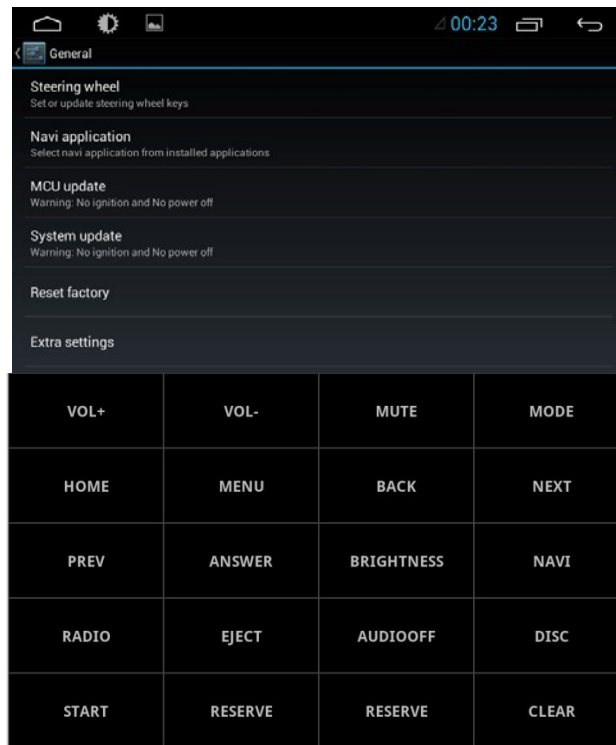 00:23
General
Steering wheel
Set or update steering wheel keys
Navi application
Select navi application from installed applications
MCU update
Warning: No ignition and No power off
System update
Warning: No ignition and No power off
Reset factory
Extra settings
VOL+ VOL- MUTE MODE
HOME MENU BACK NEXT
PREV ANSWER BRIGHTNESS NAVI
RADIO EJECT AUDIOOFF DISC
START RESERVE RESERVE CLEAR